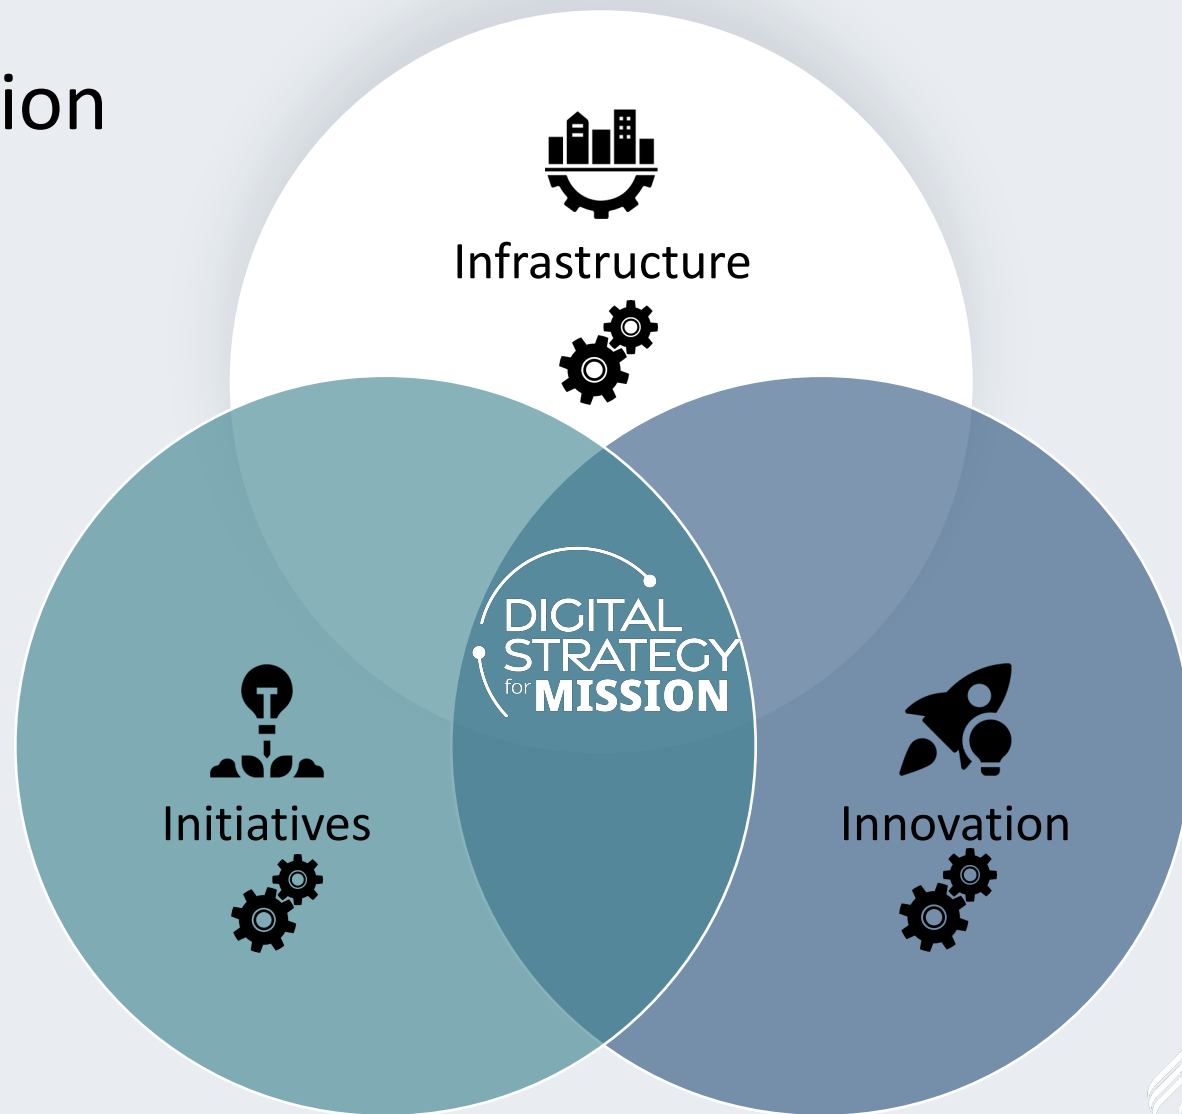 ion
Infrastructure
DIGITAL
STRATEGY
for MISSION
Initiatives
Innovation